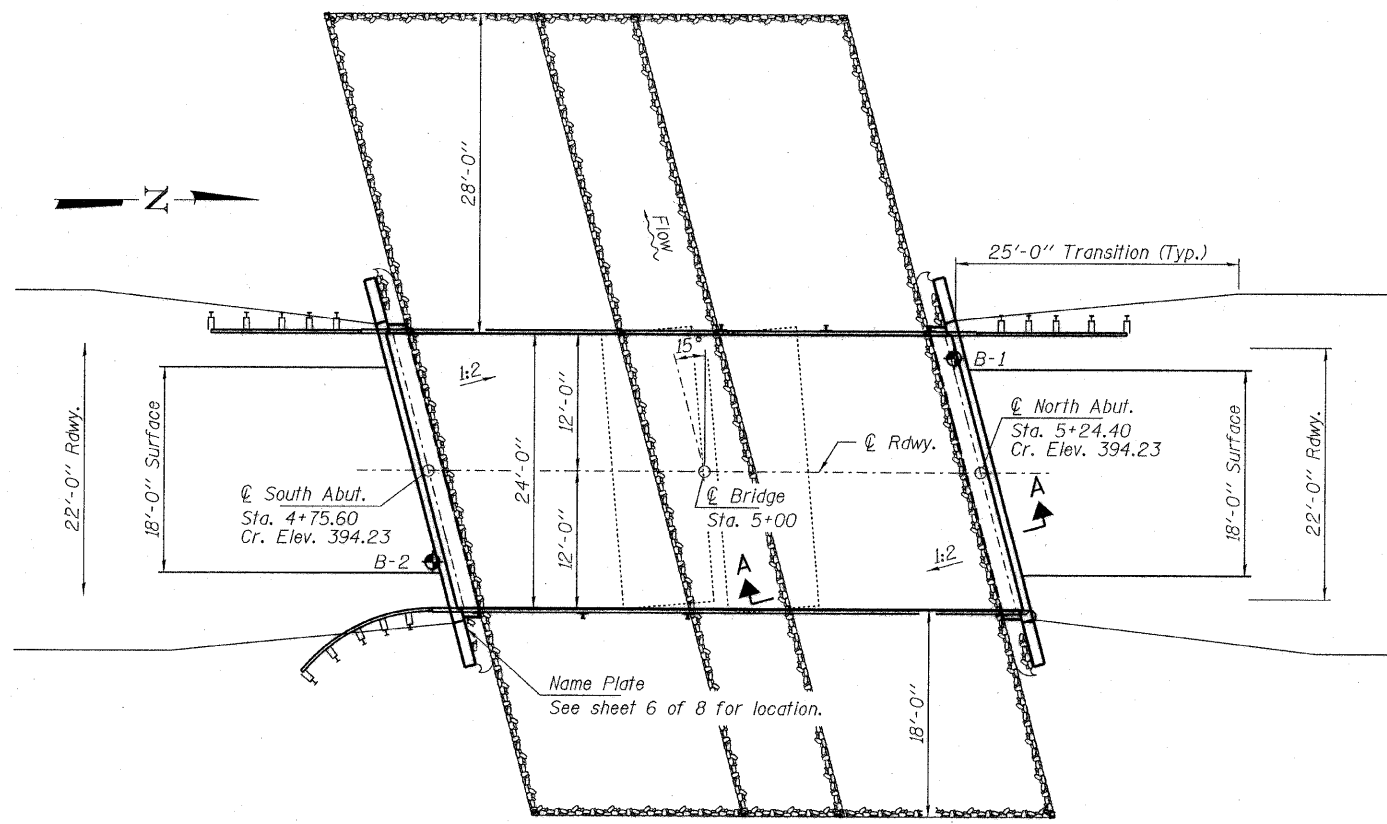 28'-0"
N
Flow
25'-0" Transition (Typ.)
15°
B-1
1:2
12'-0"
22'-0" Rdwy.
18'-0" Surface
24'-0"
℄ Rdwy.
℄ North Abut.
Sta. 5+24.40
Cr. Elev. 394.23
18'-0" Surface
22'-0" Rdwy.
℄ South Abut.
Sta. 4+75.60
Cr. Elev. 394.23
℄ Bridge
Sta. 5+00
A
12'-0"
B-2
A
1:2
Name Plate
See sheet 6 of 8 for location.
18'-0"